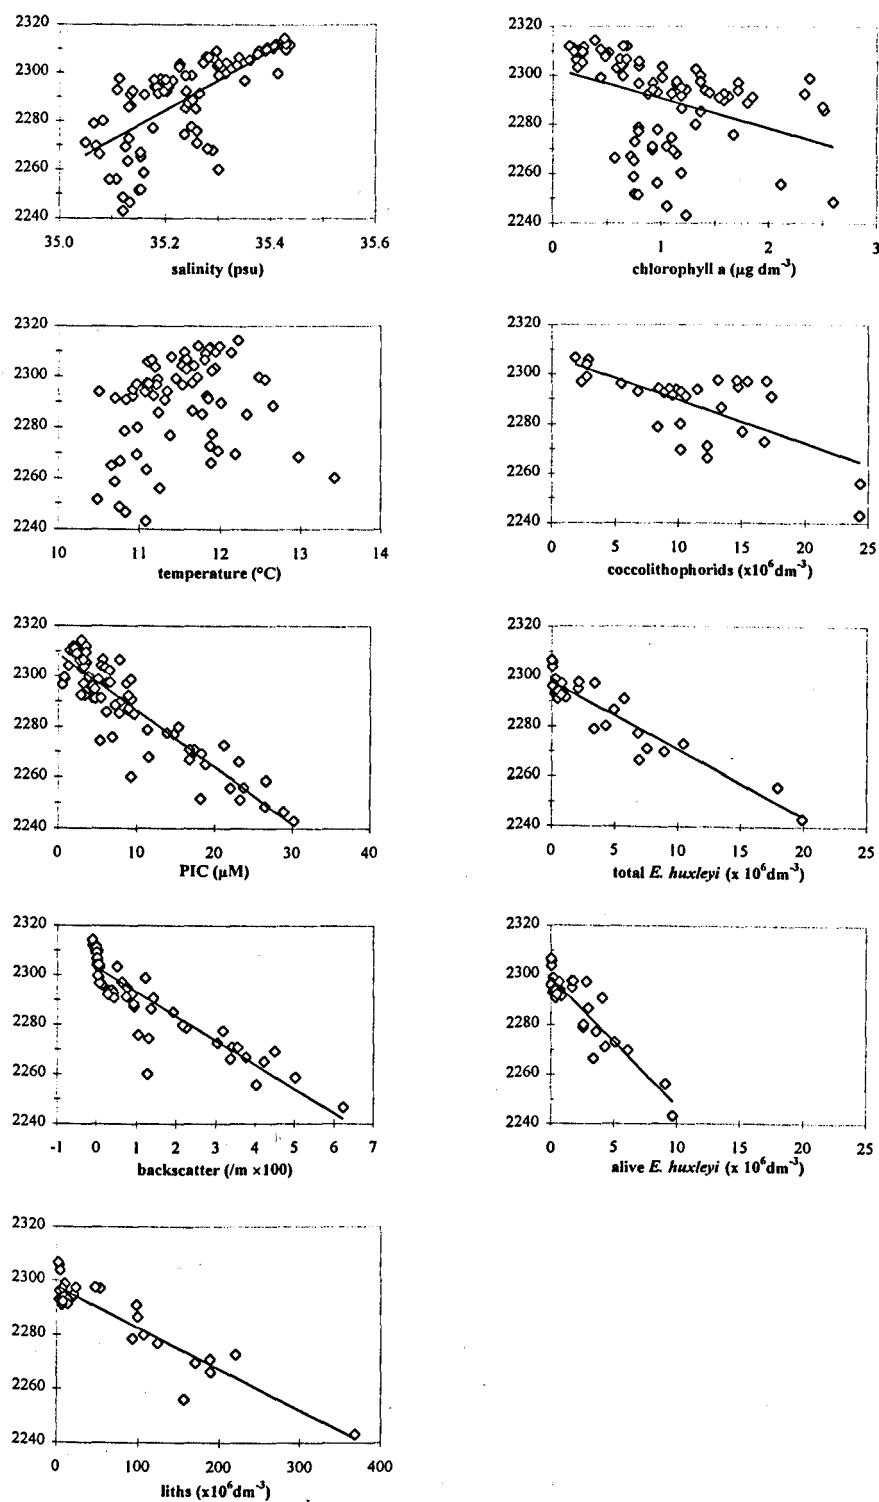 2320
2300
2280
2260
2240
35.0 35.2 35.4 35.6
salinity (psu)
2320
2300
2280
2260
2240
0 1 2 3
chlorophyll a (µg dm-3)
2320
2300
2280
2260
2240
10 11 12 13 14
temperature (°C)
2320
2300
2280
2260
2240
0 5 10 15 20 25
coccolithophorids (x10⁶dm⁻³)
2320
2300
2280
2260
2240
0 10 20 30 40
PIC (µM)
2320
2300
2280
2260
2240
0 5 10 15 20 25
total E. huxleyi (x 10⁶dm⁻³)
2320
2300
2280
2260
2240
-1 0 1 2 3 4 5 6 7
backscatter (/m ×100)
2320
2300
2280
2260
2240
0 5 10 15 20 25
alive E. huxleyi (x 10⁶dm⁻³)
2320
2300
2280
2260
2240
0 100 200 300 400
liths (x10⁶dm⁻³)